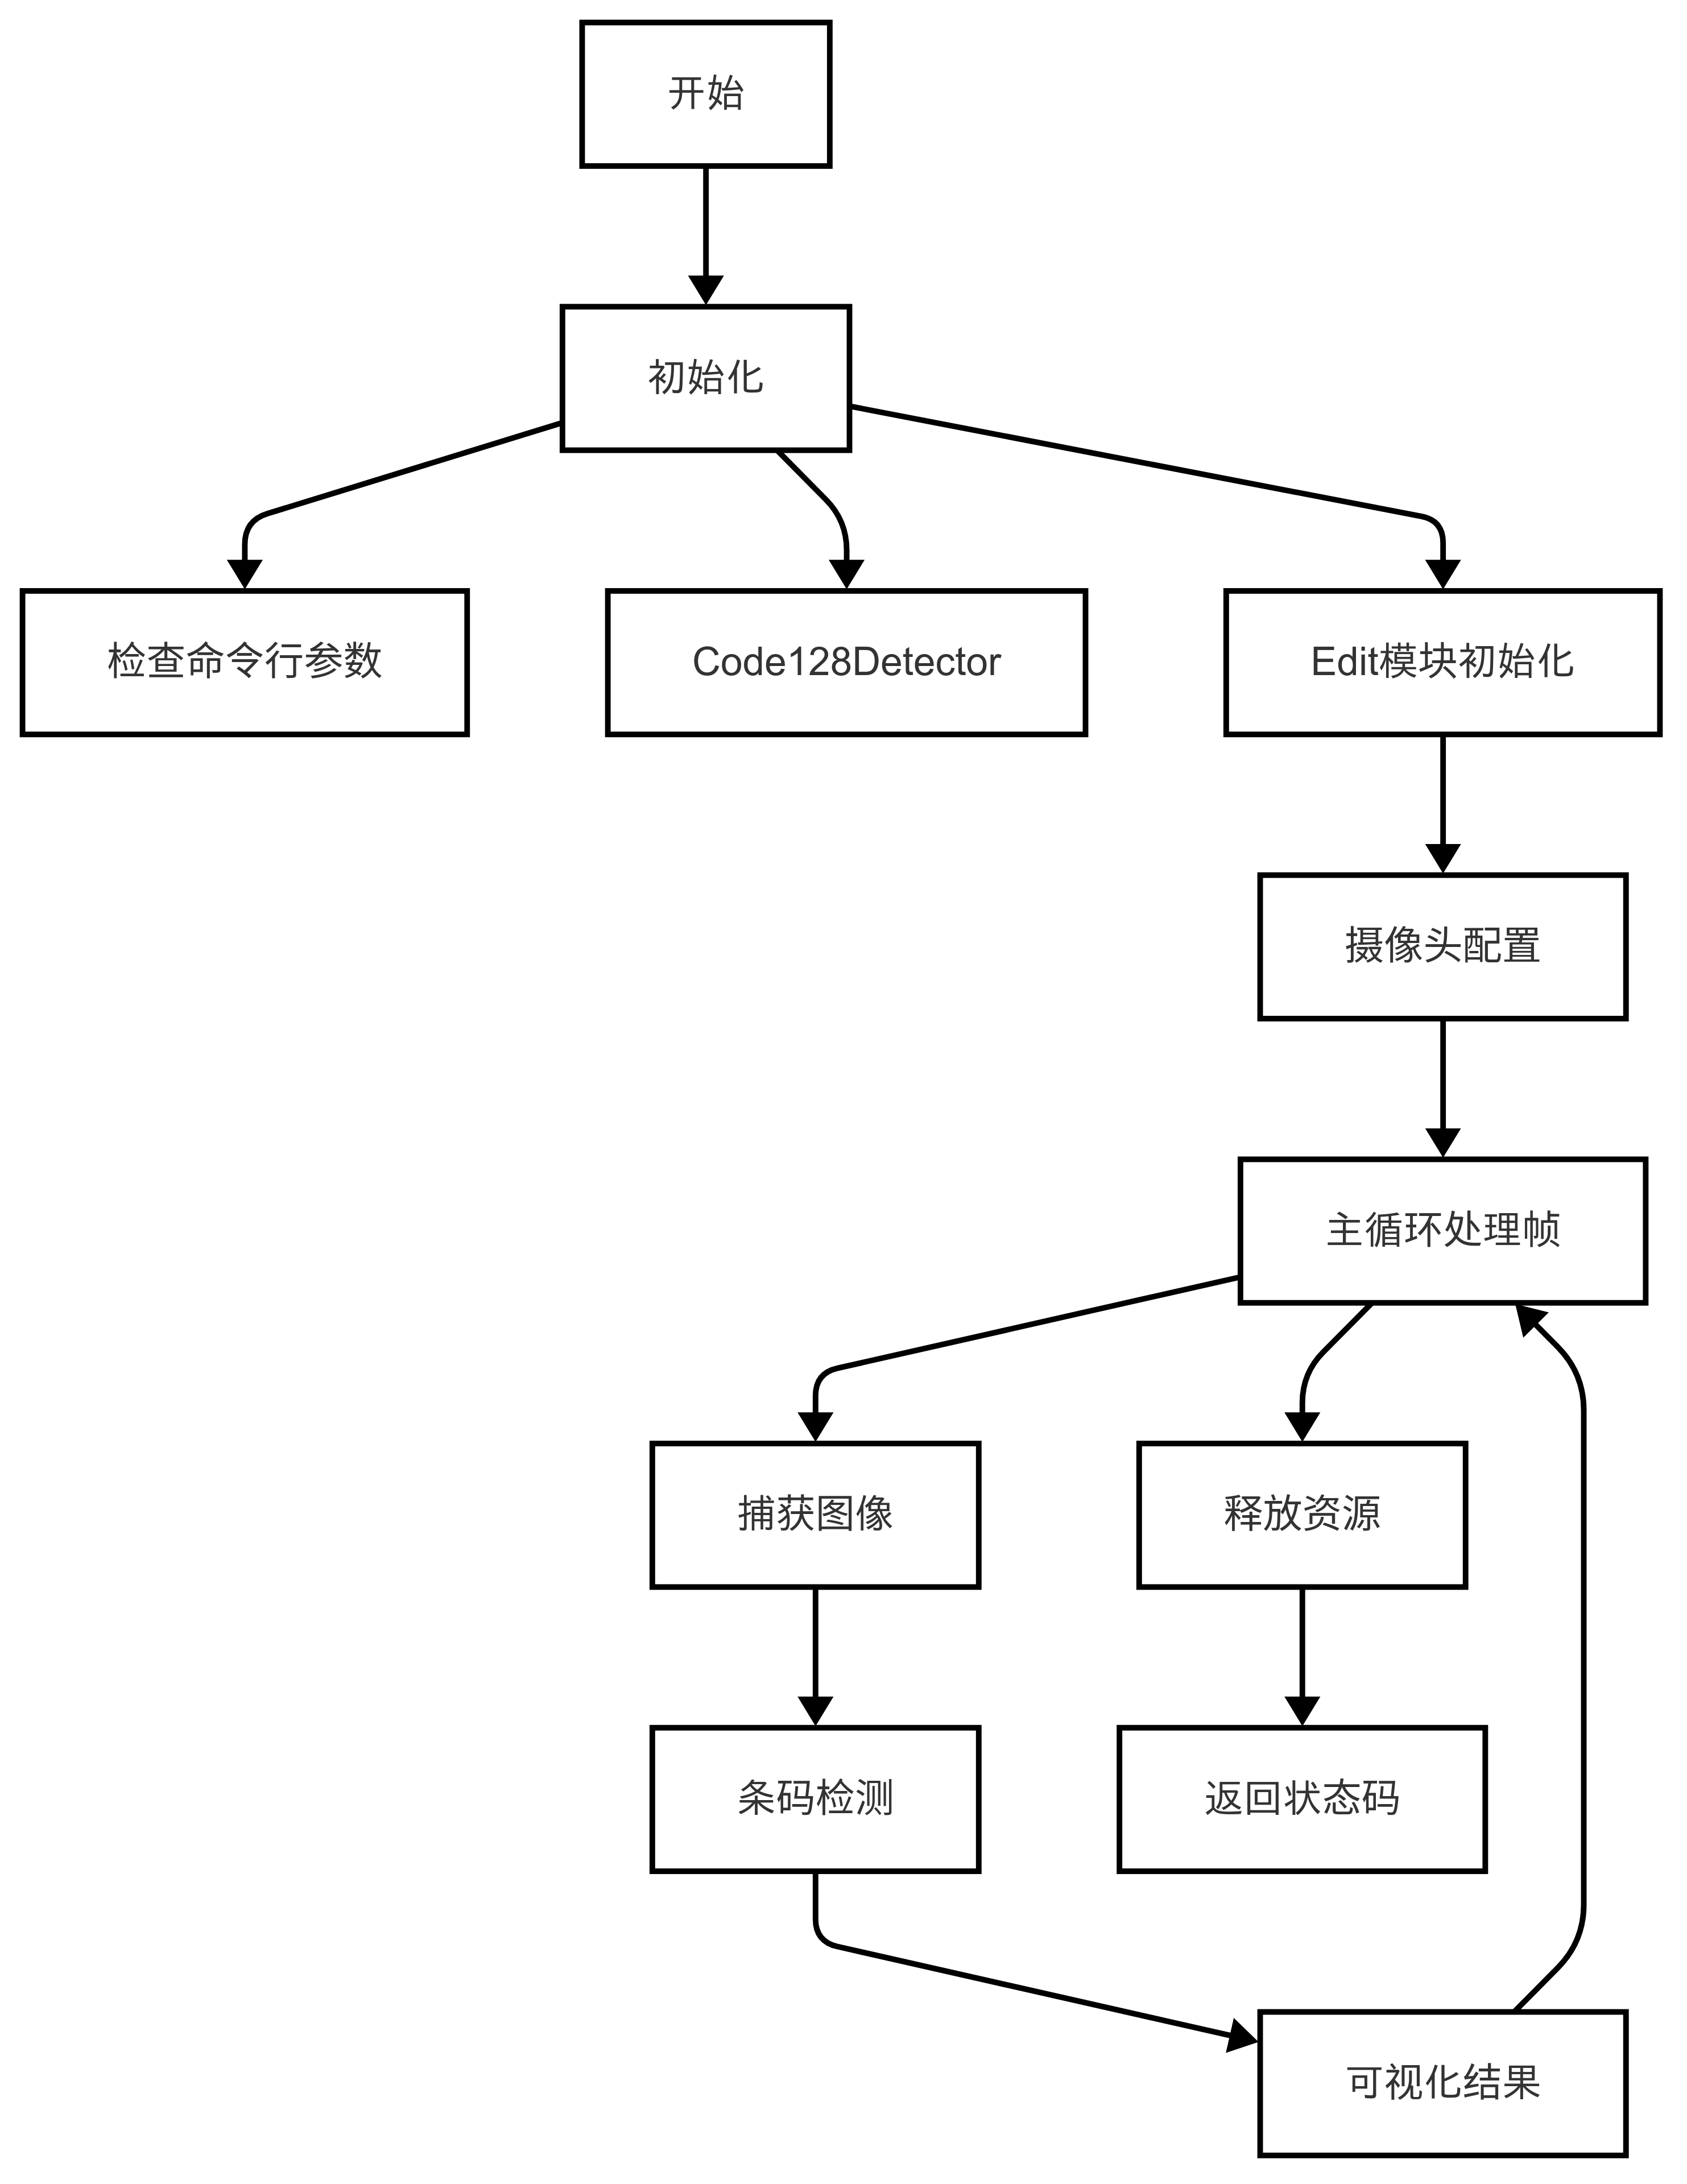 开始
初始化
检查命令行参数
Code128Detector
Edit模块初始化
摄像头配置
主循环处理帧
捕获图像
释放资源
条码检测
返回状态码
可视化结果